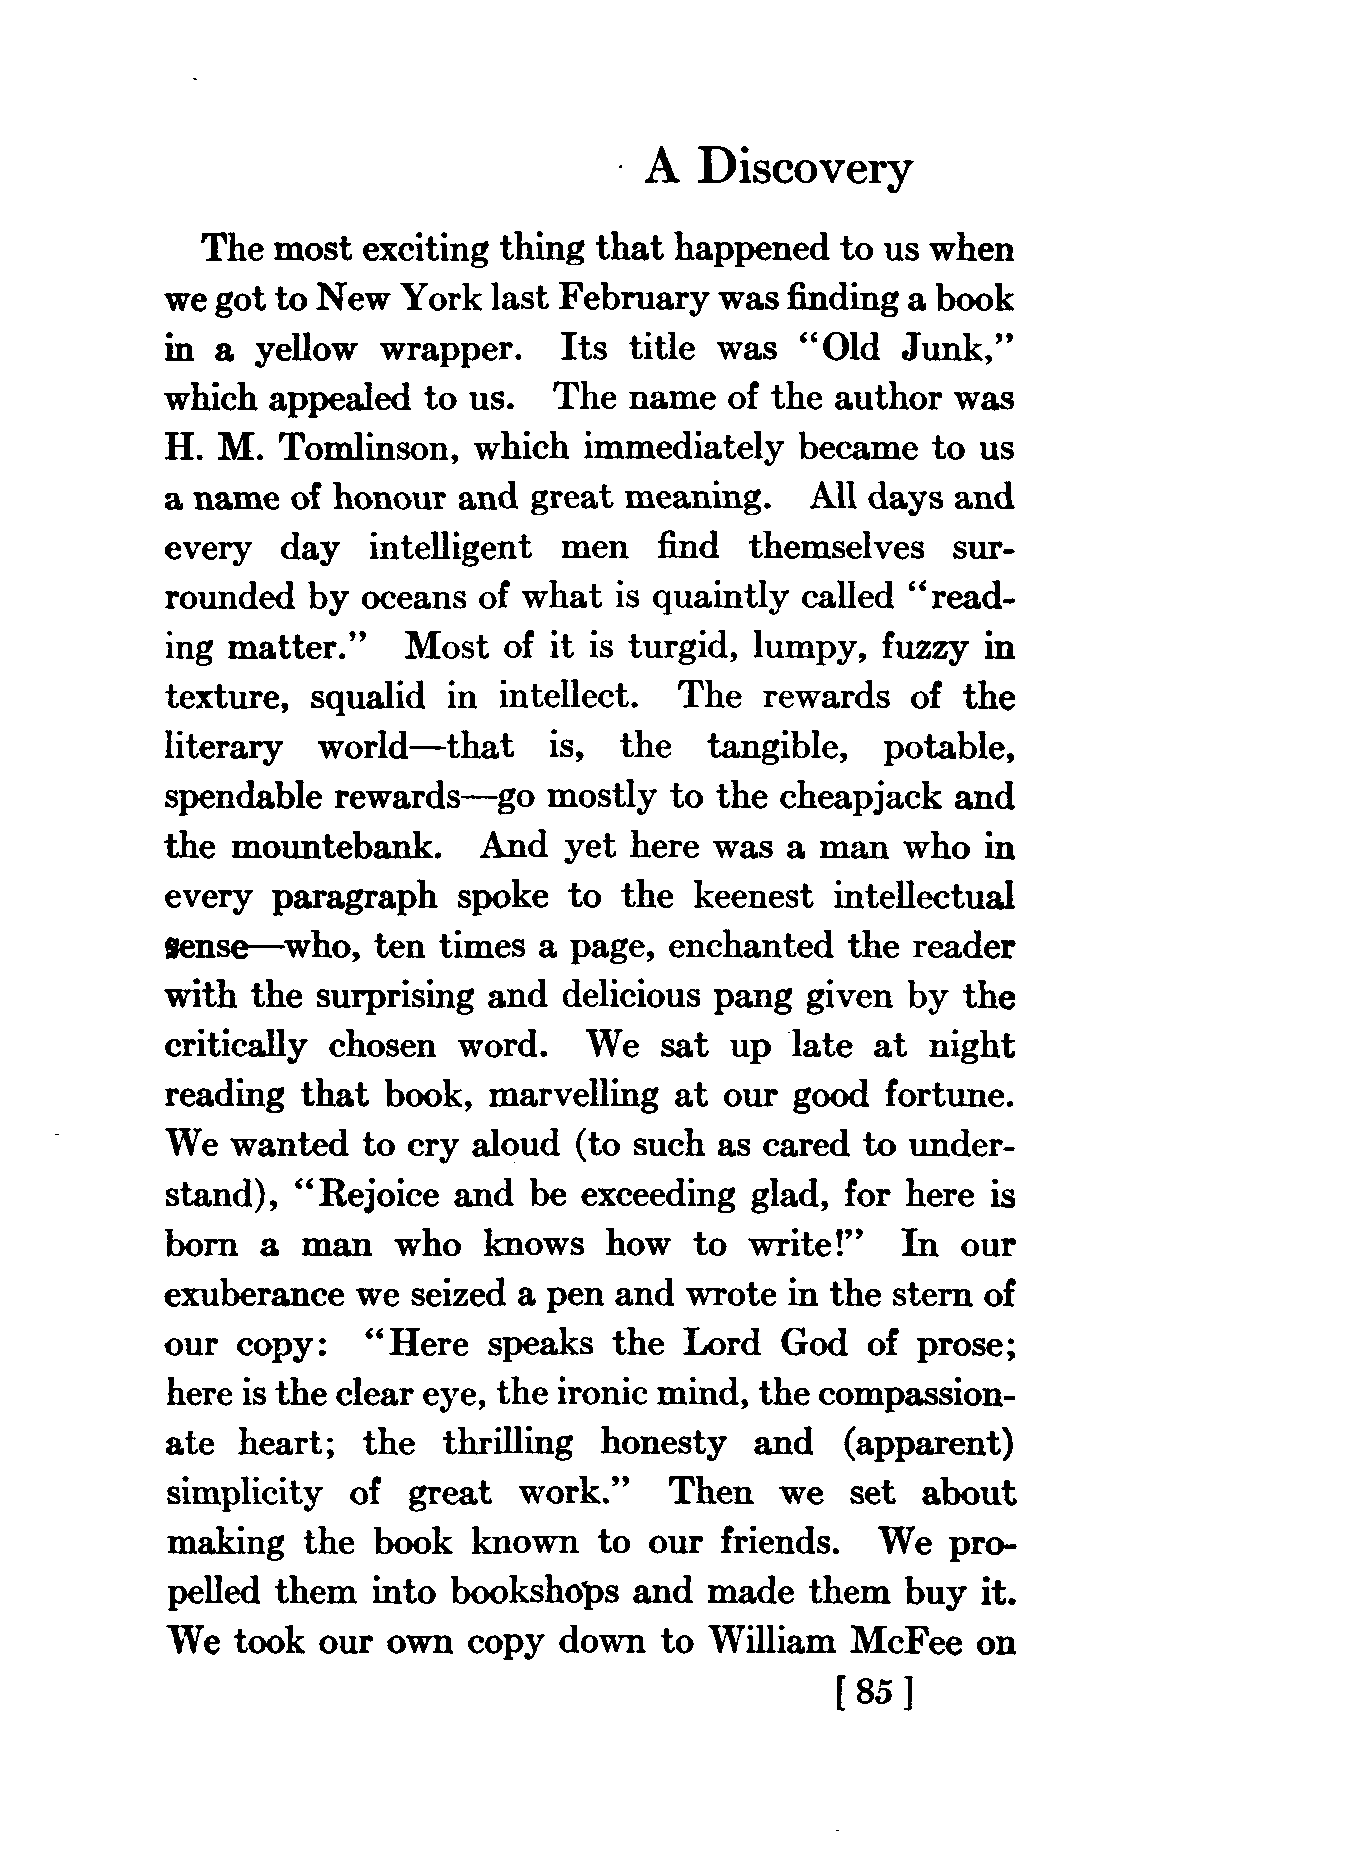 A Discovery
The most exciting thing that happened to us when
we got to New York last February was finding a book
in a yellow wrapper. Its title was “Old Junk,”
which appealed to us. The name of the author was
H. M. Tomlinson, which immediately became to us
a name of honour and great meaning. All days and
every day intelligent men find themselves sur-
rounded by oceans of what is quaintly called “read-
ing matter.” Most of it is turgid, lumpy, fuzzy in
texture, squalid in intellect. The rewards of the
literary world—that is, the tangible, potable,
spendable rewards—go mostly to the cheapjack and
the mountebank. And yet here was a man who in
every paragraph spoke to the keenest intellectual
sense—who, ten times a page, enchanted the reader
with the surprising and delicious pang given by the
critically chosen word. We sat up late at night
reading that book, marvelling at our good fortune.
We wanted to cry aloud (to such as cared to under-
stand), “Rejoice and be exceeding glad, for here is
born a man who knows how to write!” In our
exuberance we seized a pen and wrote in the stern of
our copy: “Here speaks the Lord God of prose;
here is the clear eye, the ironic mind, the compassion-
ate heart; the thrilling honesty and (apparent)
simplicity of great work.” Then we set about
making the book known to our friends. We pro-
pelled them into bookshops and made them buy it.
We took our own copy down to William McFee on
[ 85 ]